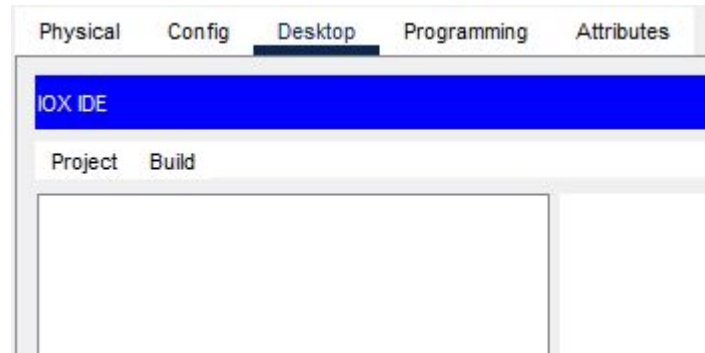 Physical Config Desktop Programming Attributes
IOX IDE
Project Build